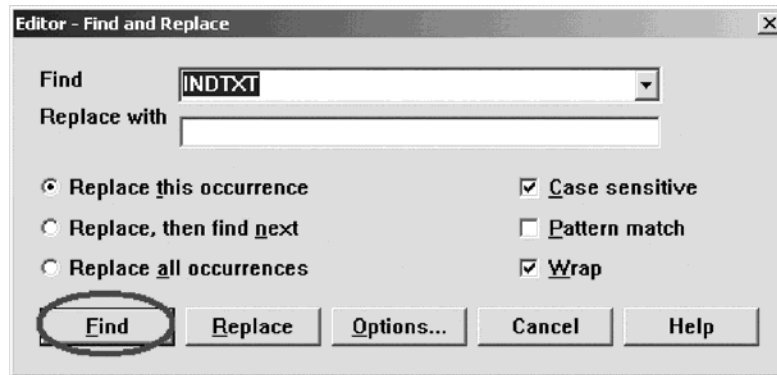 Editor - Find and Replace
Find INDTXT
Replace with
Replace this occurrence Case sensitive
Replace, then find next Pattern match
Replace all occurrences Wrap
Find Replace Options... Cancel Help